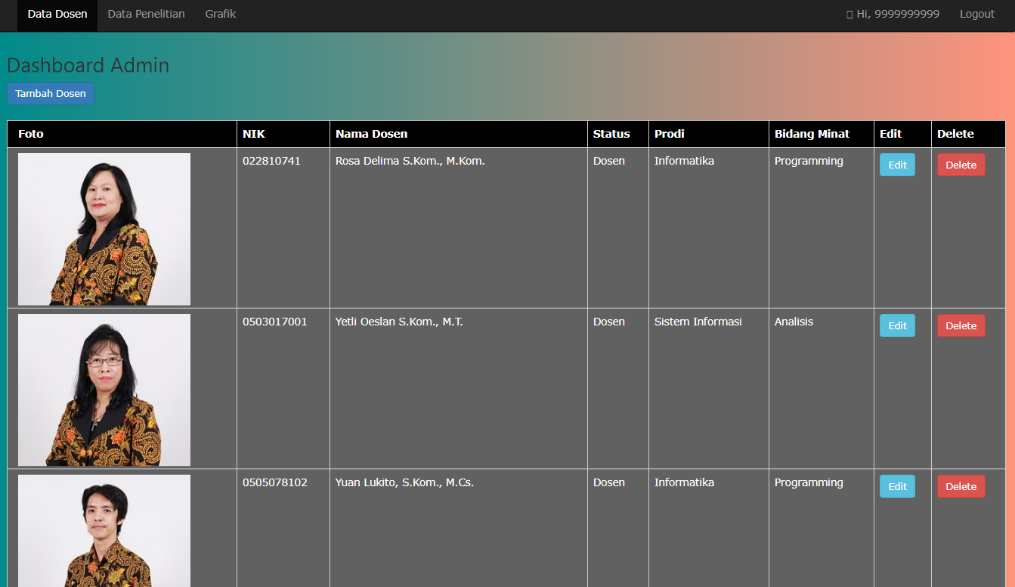 Data Dosen Data Penelitian Grafik Hi, 9999999999 Logout
Dashboard Admin
Tambah Dosen
Foto NIK Nama Dosen Status Prodi Bidang Minat Edit Delete
022810741 Rosa Delima S.Kom., M.Kom. Dosen Informatika Programming Edit Delete
0503017001 Yetli Oeslan S.Kom., M.T. Dosen Sistem Informasi Analisis Edit Delete
0505078102 Yuan Lukito, S.Kom., M.Cs. Dosen Informatika Programming Edit Delete